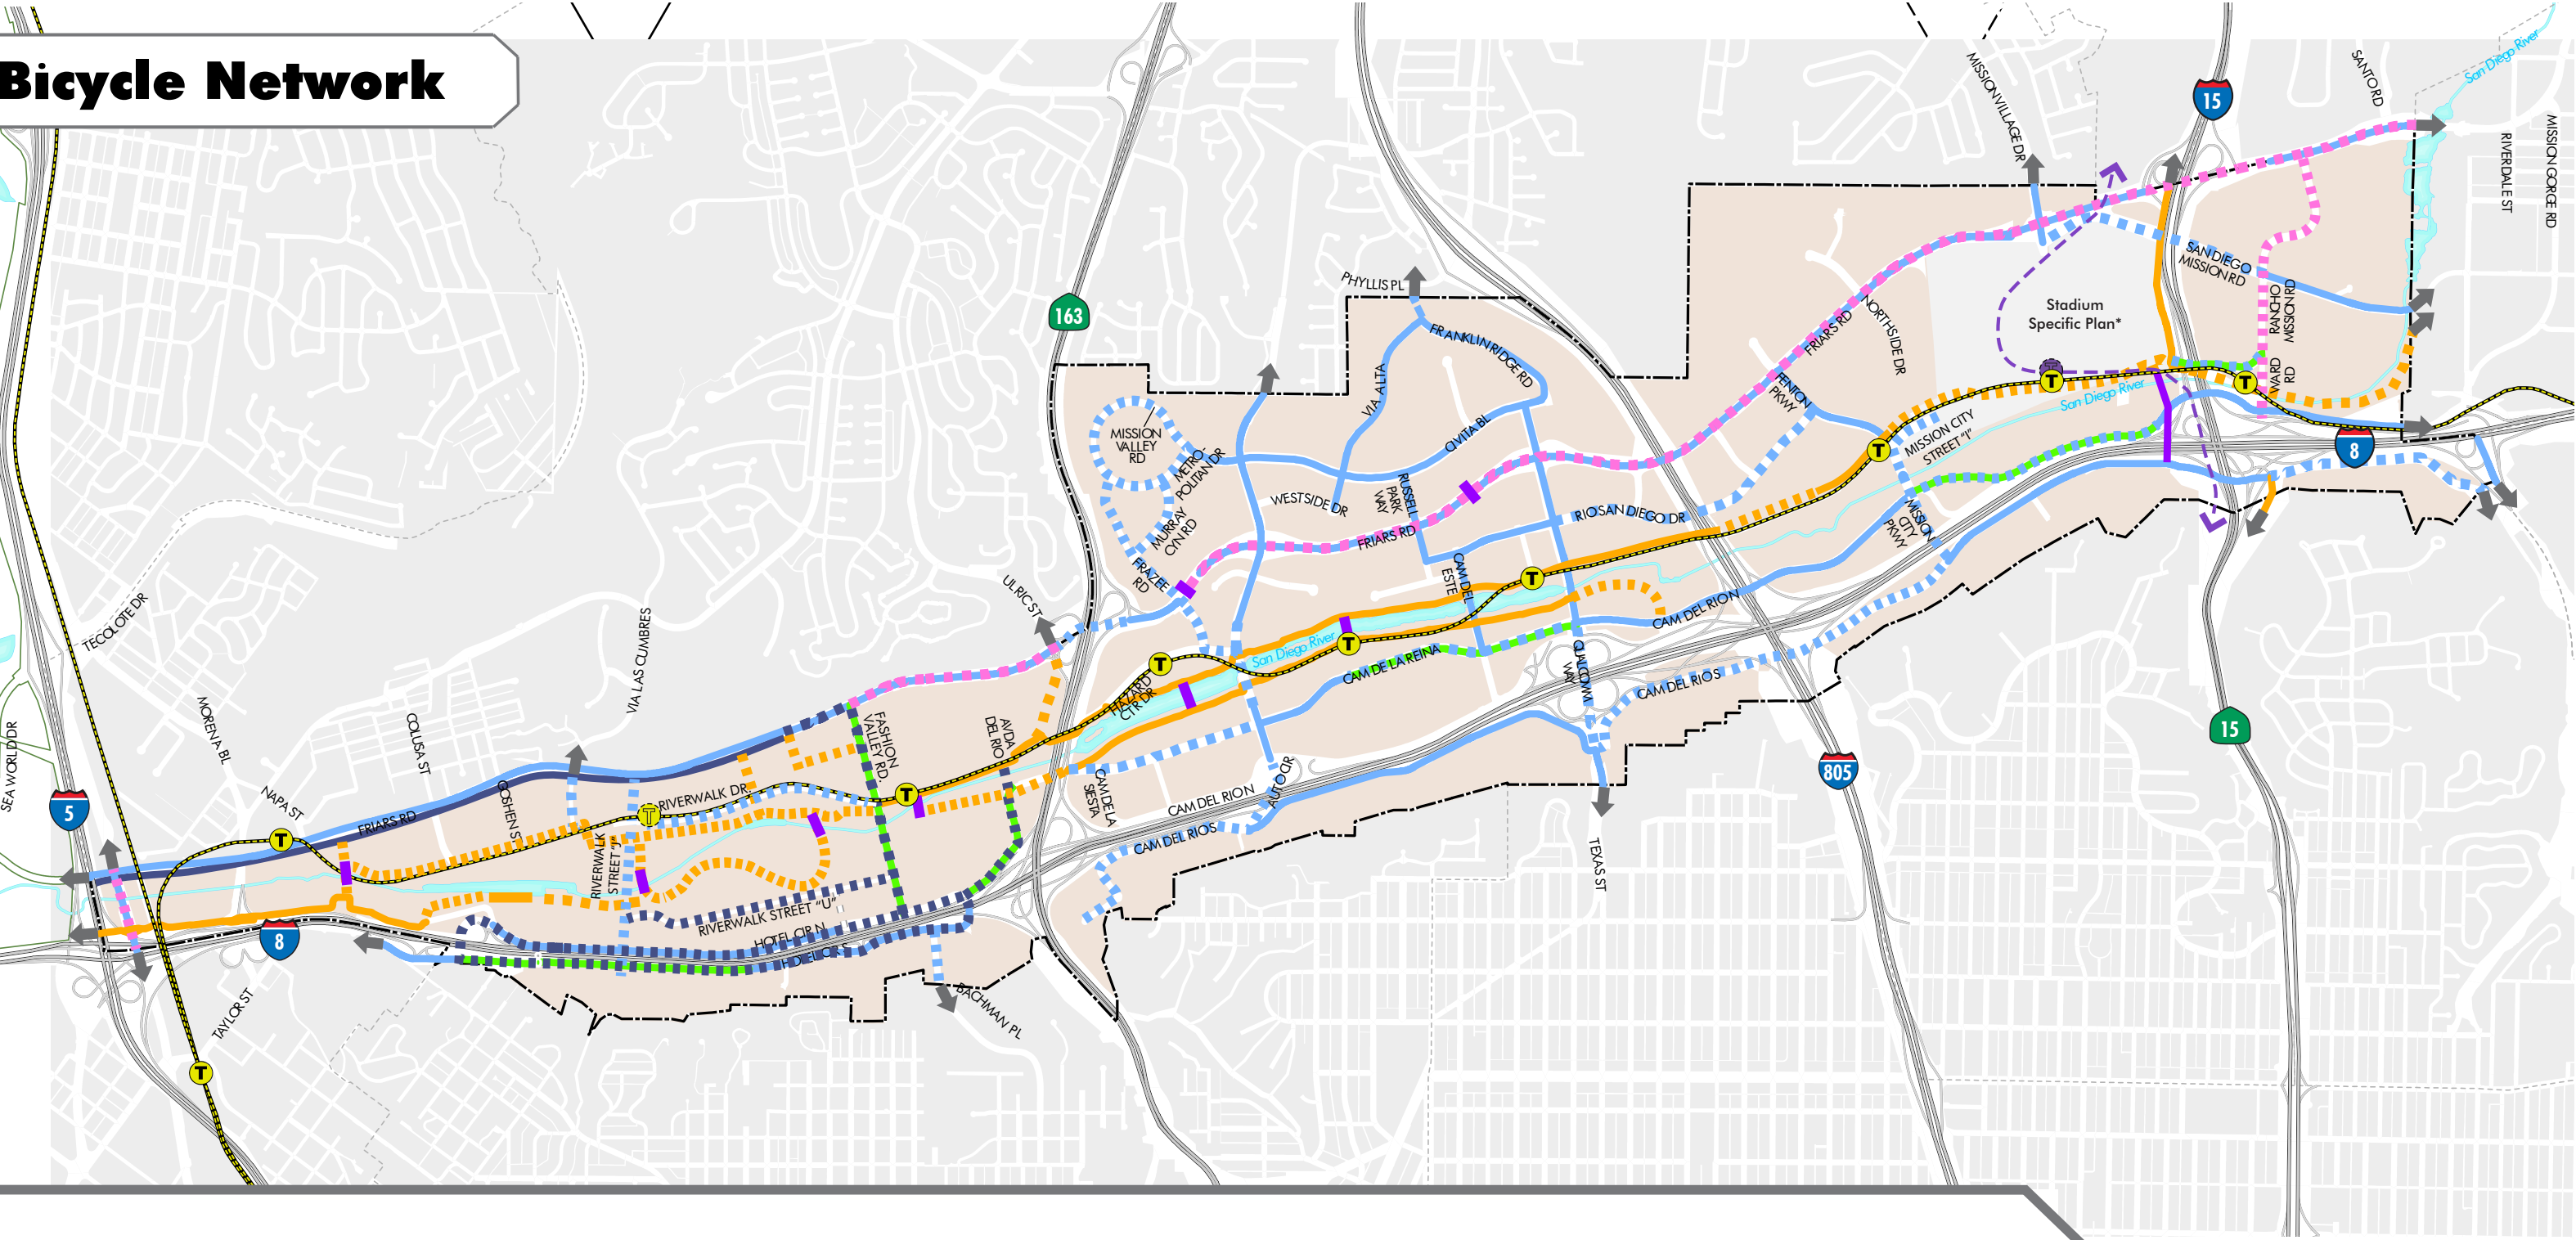 Bicycle Network
San Diego River
SANTO RD
MISSION VILLAGE DR
15
RIVERDALE ST
MISSION GORGE RD
PHYLLIS PL
SAN DIEGO
MISSION RD
163
FRANKLIN RIDGE RD
Stadium
Specific Plan*
RANCHO
MISSION RD
FRIARS RD
NORTHSIDE DR
VIA ALTA
FENTON
PKWY
WARD
RD
San Diego River
CIVITA BL
MISSION
VALLEY
RD
METRO-
POLITAN DR
MISSION CITY
STREET "I"
8
WESTSIDE DR
RUSSELL
PARK
WAY
RIO SAN DIEGO DR
MURRAY
CYN RD
FRIARS RD
MISSION
CITY
PKWY
FRAZEE
RD
CAM DEL
ESTE
ULRIC ST
TECOLOTE DR
CAM DEL RIO N
San Diego River
CAM DE LA REINA
QUALCOMM
WAY
CAM DEL RIO S
VIA LAS CUMBRES
HAZARD
CTR DR
MORENA BL
COLUSA ST
FASHION
VALLEY RD
AVDA
DEL RIO
15
SEA WORLD DR
NAPA ST
GOSHEN ST
RIVERWALK DR
CAM DE LA
SIESTA
AUTO CIR
805
5
FRIARS RD
CAM DEL RIO N
CAM DEL RIO S
TEXAS ST
RIVERWALK
STREET "J"
RIVERWALK STREET "U"
HOTEL CIR N
HOTEL CIR S
8
TAYLOR ST
BACHMAN PL
T
T
T
T
T
T
T
T
T
T